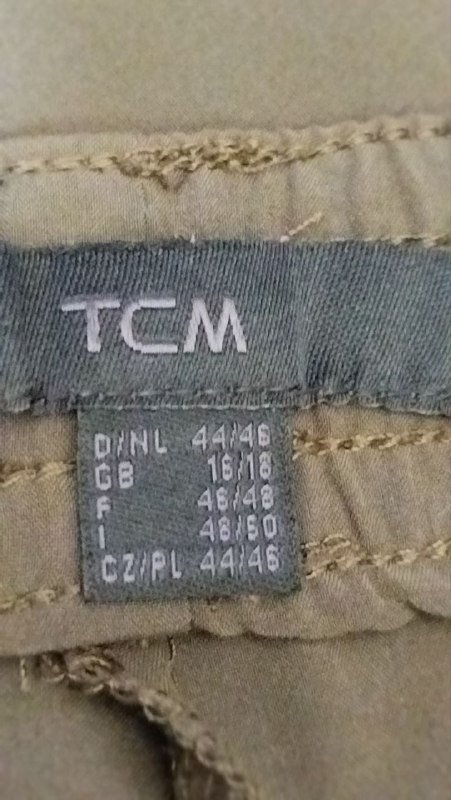 TCM
D/NL 44/46
GB 16/18
F 46/48
I 48/50
CZ/PL 44/46